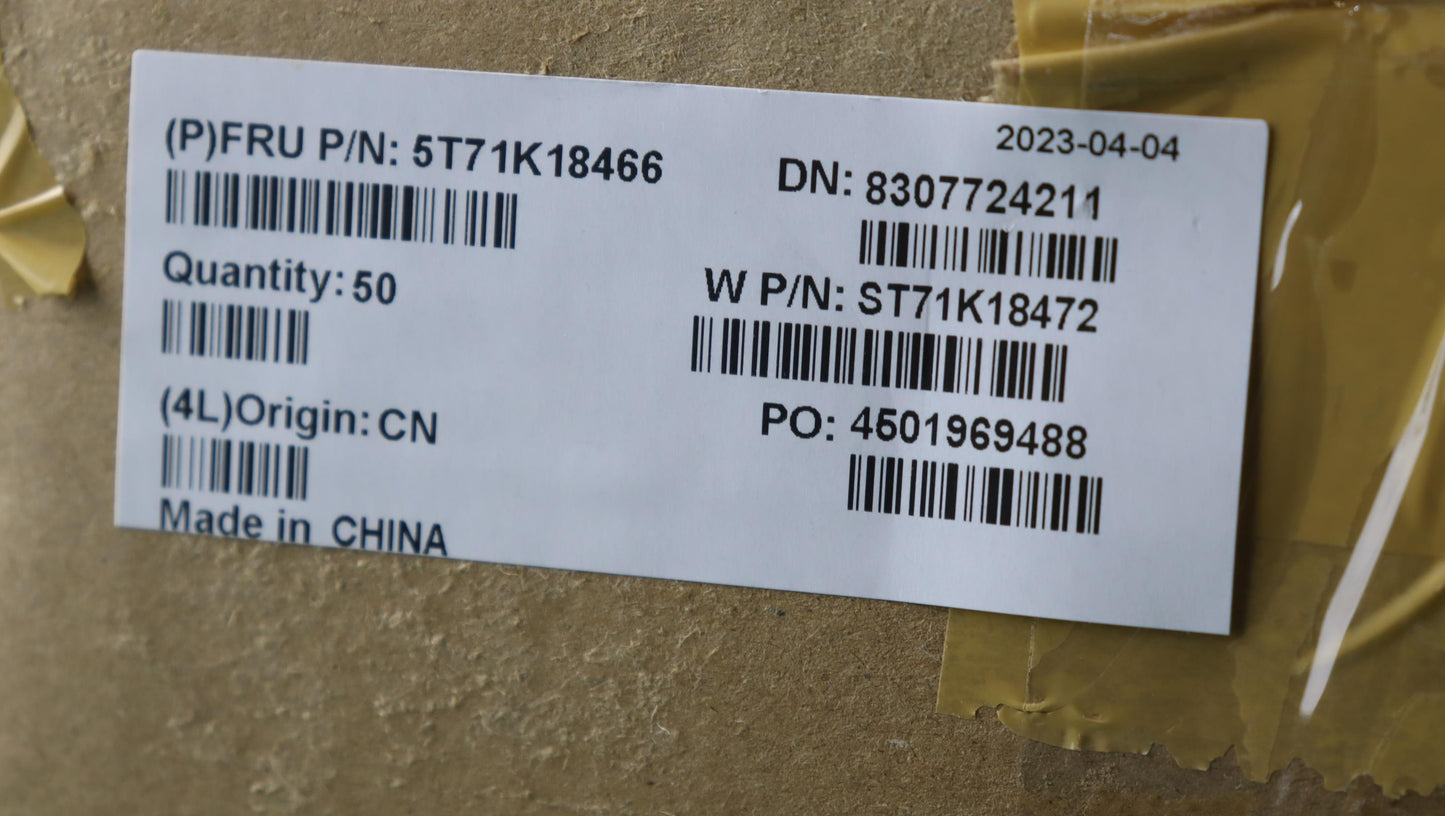 (P)FRU P/N: 5T71K18466
Quantity: 50
(4L)Origin: CN
Made in CHINA
2023-04-04
DN: 8307724211
W P/N: ST71K18472
PO: 4501969488